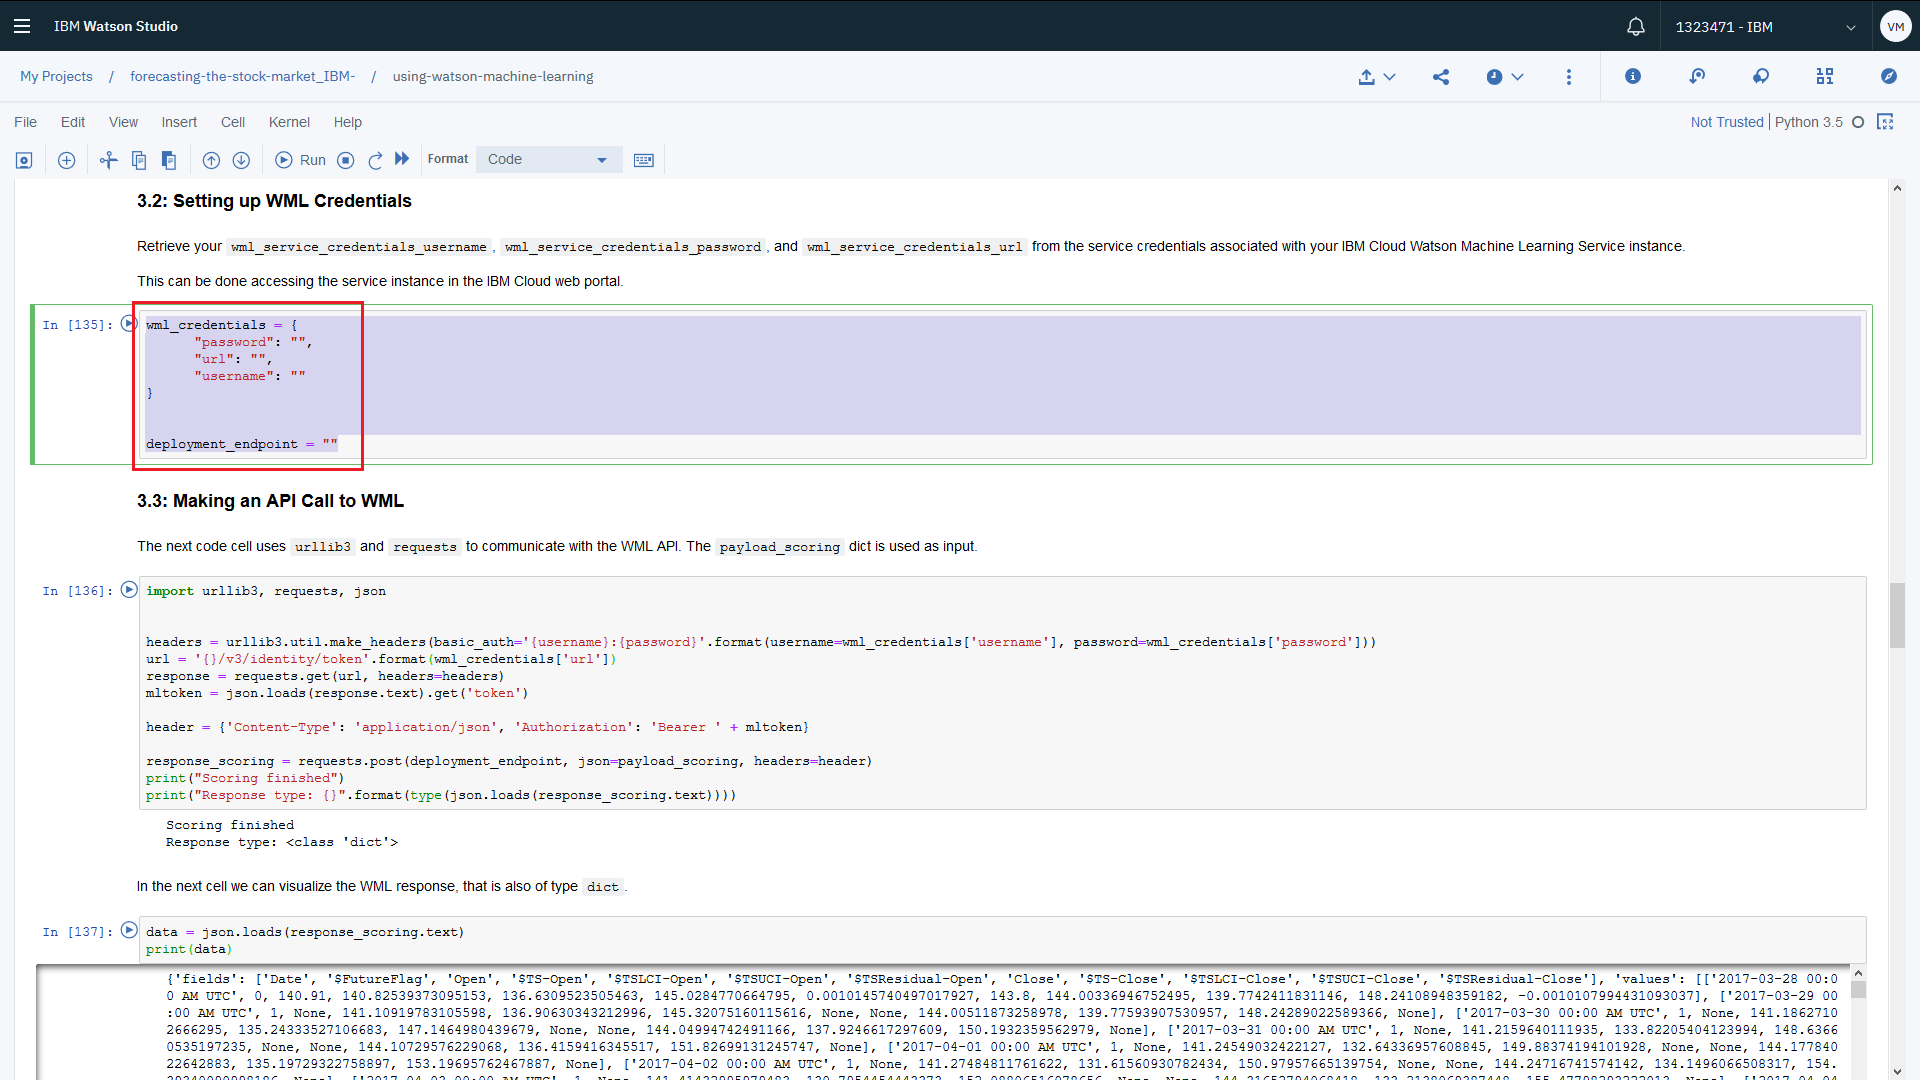 IBM Watson Studio
1323471 - IBM
VM
My Projects / forecasting-the-stock-market_IBM- / using-watson-machine-learning
File Edit View Insert Cell Kernel Help
Not Trusted | Python 3.5
Run
Format
Code
3.2: Setting up WML Credentials
Retrieve your wml_service_credentials_username , wml_service_credentials_password , and wml_service_credentials_url from the service credentials associated with your IBM Cloud Watson Machine Learning Service instance.
This can be done accessing the service instance in the IBM Cloud web portal.
In [135]:
wml_credentials = {
"password": "",
"url": "",
"username": ""
}
deployment_endpoint = ""
3.3: Making an API Call to WML
The next code cell uses urllib3 and requests to communicate with the WML API. The payload_scoring dict is used as input.
In [136]:
import urllib3, requests, json
headers = urllib3.util.make_headers(basic_auth='{username}:{password}'.format(username=wml_credentials['username'], password=wml_credentials['password']))
url = '{}/v3/identity/token'.format(wml_credentials['url'])
response = requests.get(url, headers=headers)
mltoken = json.loads(response.text).get('token')
header = {'Content-Type': 'application/json', 'Authorization': 'Bearer ' + mltoken}
response_scoring = requests.post(deployment_endpoint, json=payload_scoring, headers=header)
print("Scoring finished")
print("Response type: {}".format(type(json.loads(response_scoring.text))))
Scoring finished
Response type: <class 'dict'>
In the next cell we can visualize the WML response, that is also of type dict .
In [137]:
data = json.loads(response_scoring.text)
print(data)
{'fields': ['Date', '$FutureFlag', 'Open', '$TS-Open', '$TSLCI-Open', '$TSUCI-Open', '$TSResidual-Open', 'Close', '$TS-Close', '$TSLCI-Close', '$TSUCI-Close', '$TSResidual-Close'], 'values': [['2017-03-28 00:0
0 AM UTC', 0, 140.91, 140.82539373095153, 136.6309523505463, 145.0284770664795, 0.0010145740497017927, 143.8, 144.00336946752495, 139.7742411831146, 148.24108948359182, -0.0010107994431093037], ['2017-03-29 00
:00 AM UTC', 1, None, 141.10919783105598, 136.90630343212996, 145.32075160115616, None, None, 144.00511873258978, 139.77593907530957, 148.24289022589366, None], ['2017-03-30 00:00 AM UTC', 1, None, 141.1862710
2666295, 135.24333527106683, 147.1464980439679, None, None, 144.04994742491166, 137.9246617297609, 150.1932359562979, None], ['2017-03-31 00:00 AM UTC', 1, None, 141.2159640111935, 133.82205404123994, 148.6366
0535197235, None, None, 144.10729576229068, 136.4159416345517, 151.82699131245747, None], ['2017-04-01 00:00 AM UTC', 1, None, 141.24549032422127, 132.64336957608845, 149.88374194101928, None, None, 144.177840
22642883, 135.19729322758897, 153.19695762467887, None], ['2017-04-02 00:00 AM UTC', 1, None, 141.27484811761622, 131.61560930782434, 150.97957665139754, None, None, 144.24716741574142, 134.1496066508317, 154.